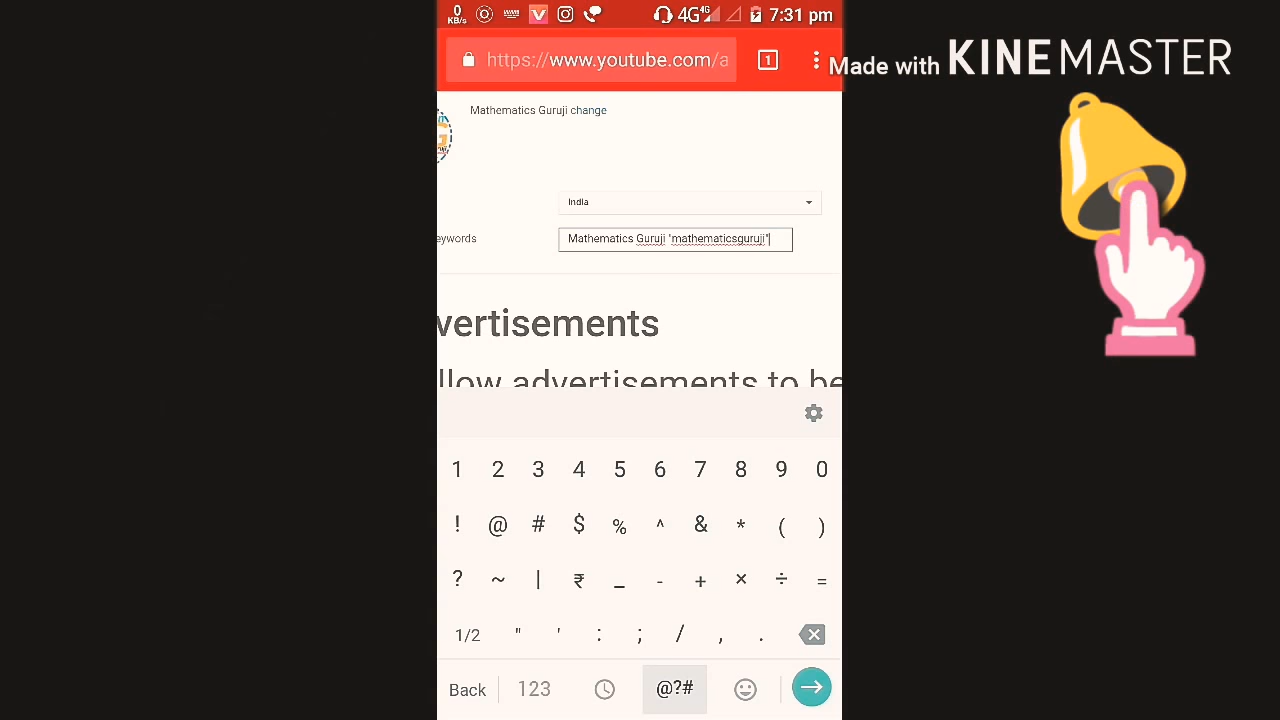 0 KB/s 4G 4G 7:31 pm
https://www.youtube.com/a 1
Made with KINEMASTER
Mathematics Guruji change
India
eywords Mathematics Guruji "mathematicsguruji"
vertisements
llow advertisements to be
1 2 3 4 5 6 7 8 9 0
! @ # $ % ^ & * ( )
? ~ | ₹ _ - + × ÷ =
1/2 " ' : ; / , .
Back 123 @?#